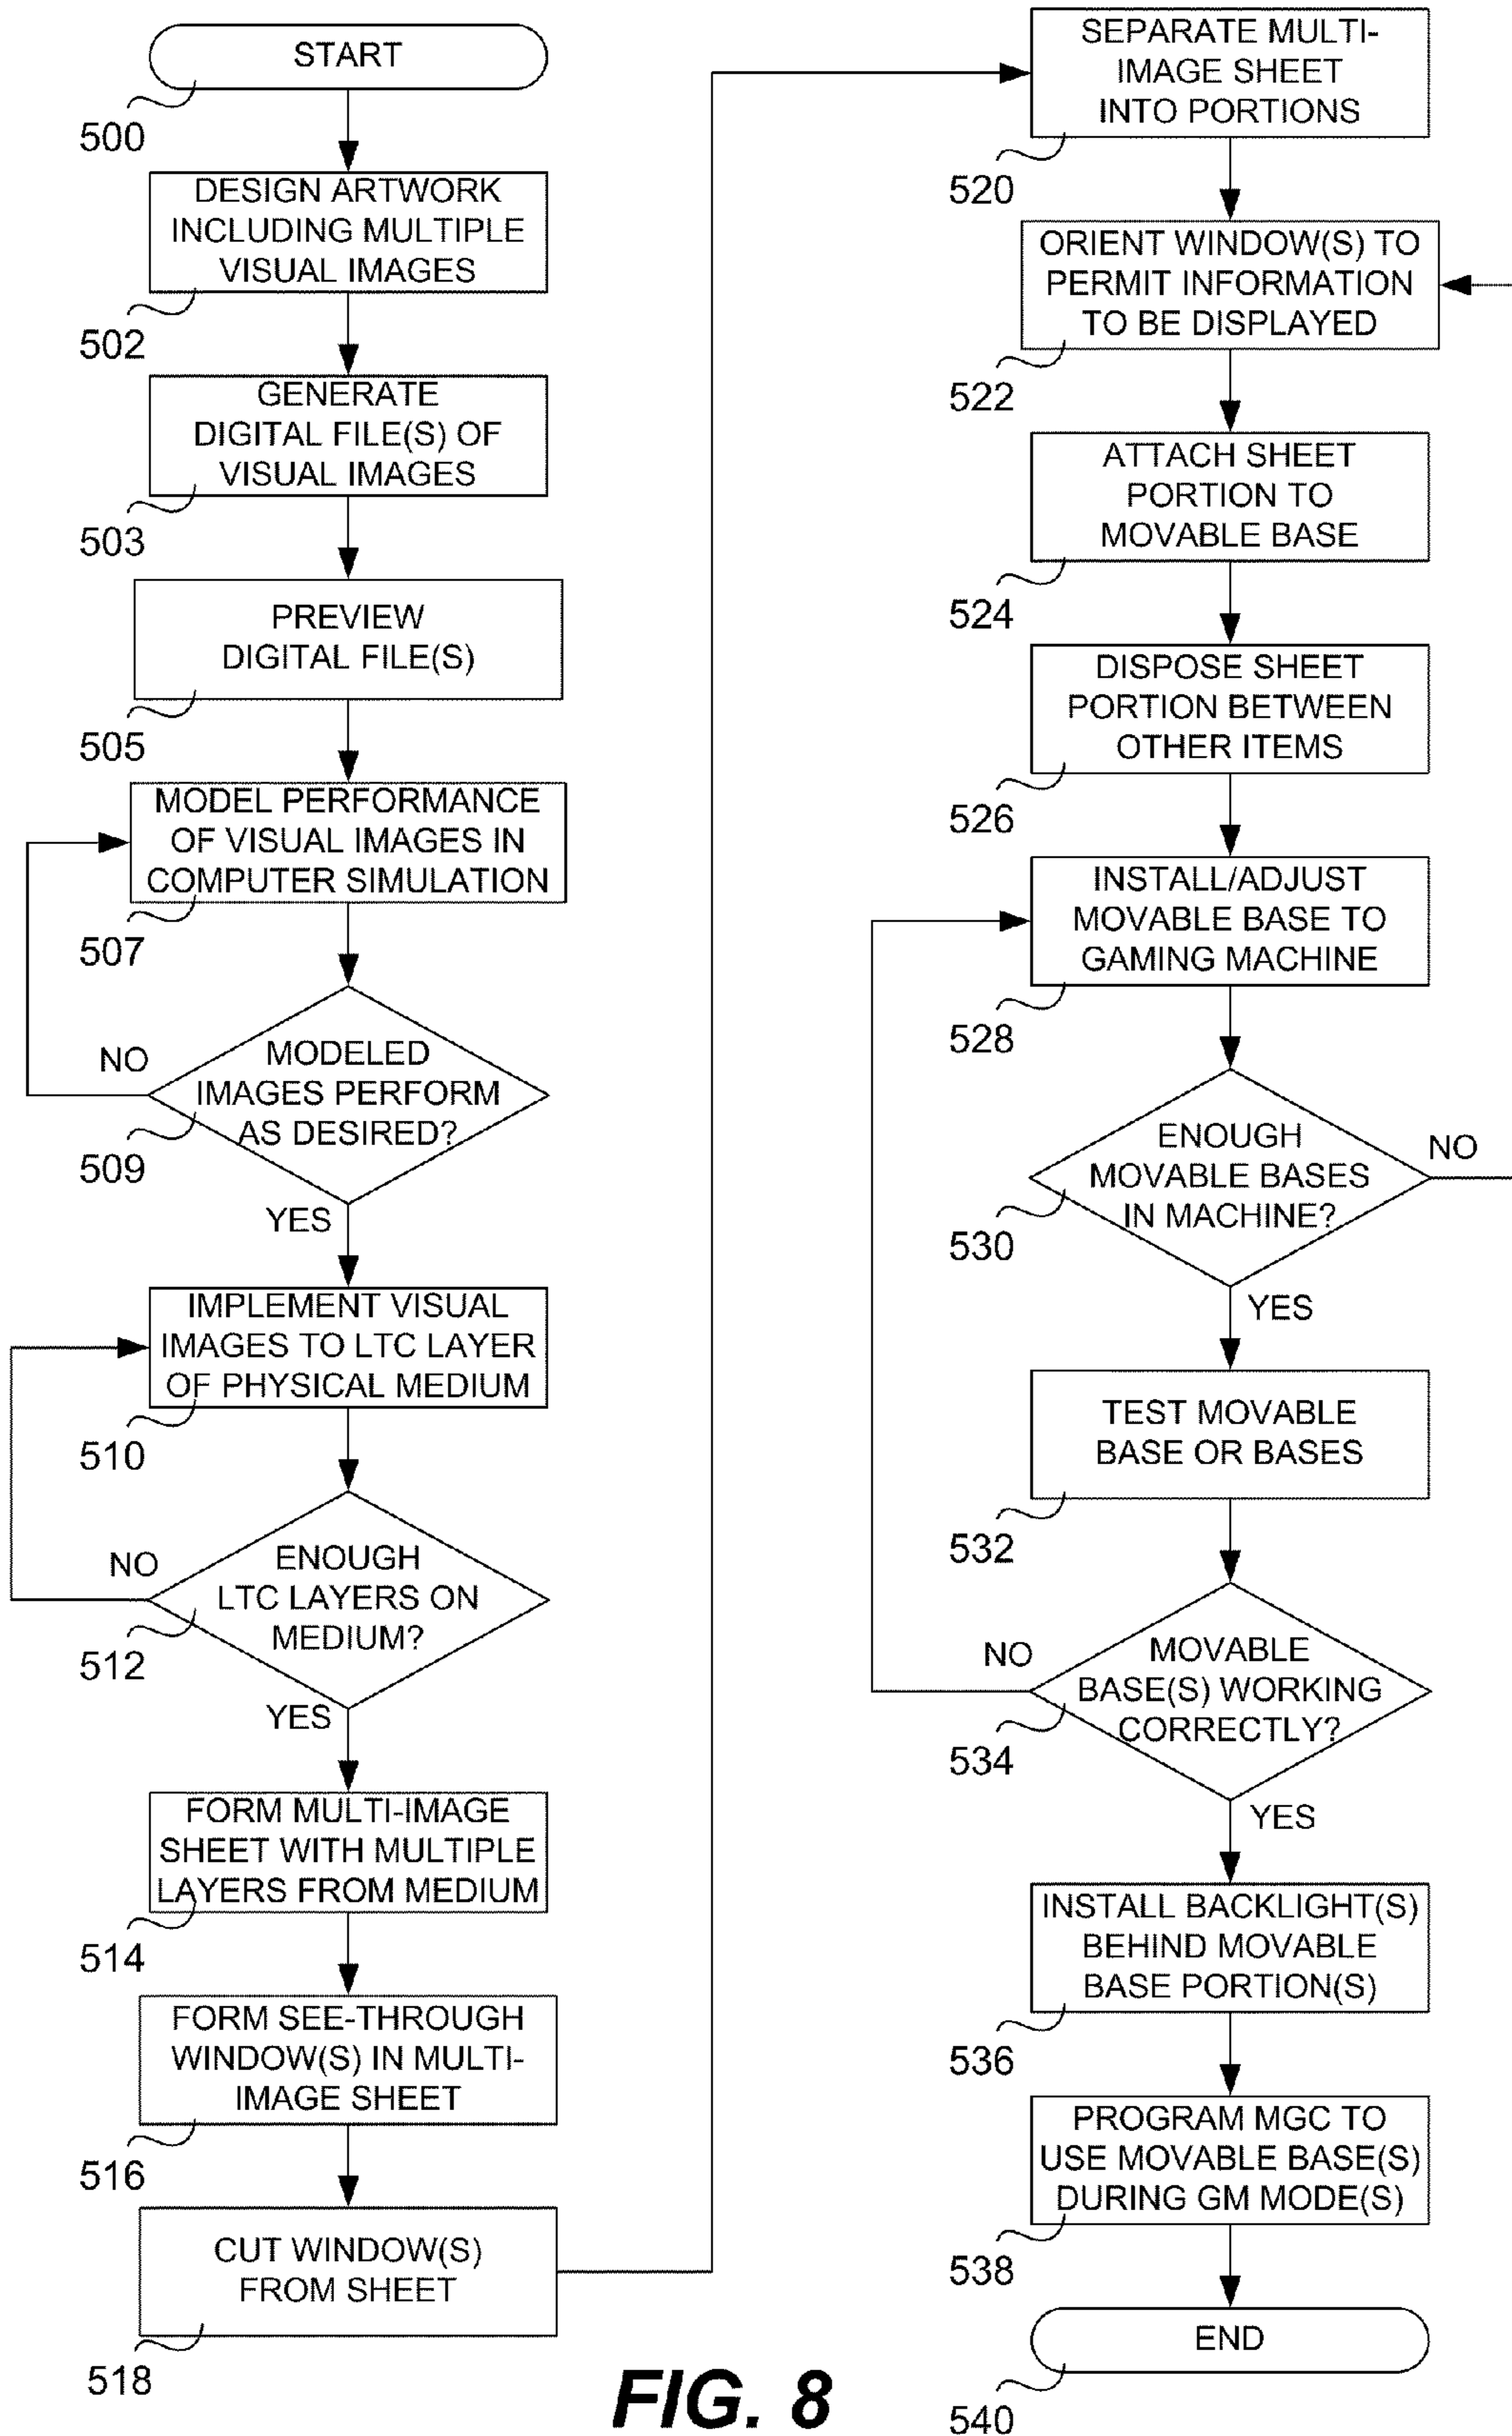 START
500
DESIGN ARTWORK
INCLUDING MULTIPLE
VISUAL IMAGES
502
GENERATE
DIGITAL FILE(S) OF
VISUAL IMAGES
503
PREVIEW
DIGITAL FILE(S)
505
MODEL PERFORMANCE
OF VISUAL IMAGES IN
COMPUTER SIMULATION
507
NO
MODELED
IMAGES PERFORM
AS DESIRED?
509
YES
IMPLEMENT VISUAL
IMAGES TO LTC LAYER
OF PHYSICAL MEDIUM
510
NO
ENOUGH
LTC LAYERS ON
MEDIUM?
512
YES
FORM MULTI-IMAGE
SHEET WITH MULTIPLE
LAYERS FROM MEDIUM
514
FORM SEE-THROUGH
WINDOW(S) IN MULTI-
IMAGE SHEET
516
CUT WINDOW(S)
FROM SHEET
518
SEPARATE MULTI-
IMAGE SHEET
INTO PORTIONS
520
ORIENT WINDOW(S) TO
PERMIT INFORMATION
TO BE DISPLAYED
522
ATTACH SHEET
PORTION TO
MOVABLE BASE
524
DISPOSE SHEET
PORTION BETWEEN
OTHER ITEMS
526
INSTALL/ADJUST
MOVABLE BASE TO
GAMING MACHINE
528
ENOUGH
MOVABLE BASES
IN MACHINE?
NO
530
YES
TEST MOVABLE
BASE OR BASES
532
NO
MOVABLE
BASE(S) WORKING
CORRECTLY?
534
YES
INSTALL BACKLIGHT(S)
BEHIND MOVABLE
BASE PORTION(S)
536
PROGRAM MGC TO
USE MOVABLE BASE(S)
DURING GM MODE(S)
538
END
540
FIG. 8